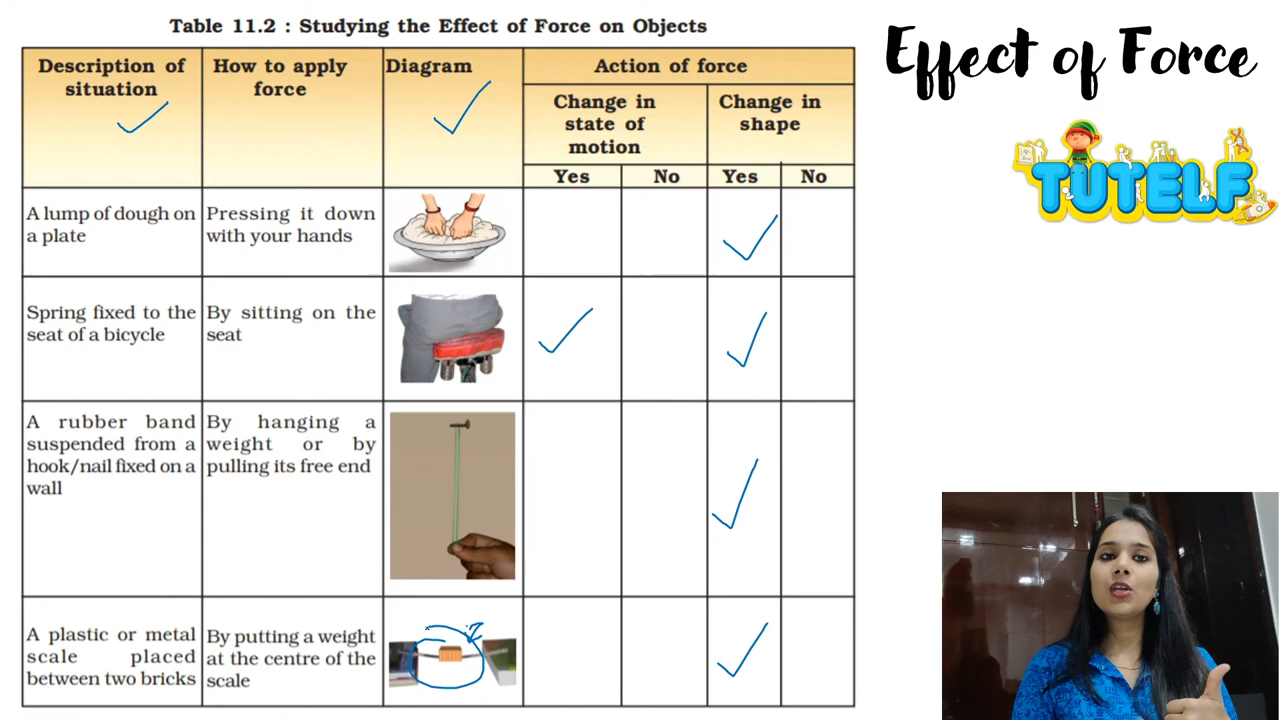 Table 11.2 : Studying the Effect of Force on Objects
Effect of Force
TUTELF
Description of
situation
How to apply
force
Diagram
Action of force
Change in
state of
motion
Change in
shape
Yes
No
Yes
No
A lump of dough on
a plate
Pressing it down
with your hands
Spring fixed to the
seat of a bicycle
By sitting on the
seat
A rubber band
suspended from a
hook/nail fixed on a
wall
By hanging a
weight or by
pulling its free end
A plastic or metal
scale placed
between two bricks
By putting a weight
at the centre of the
scale